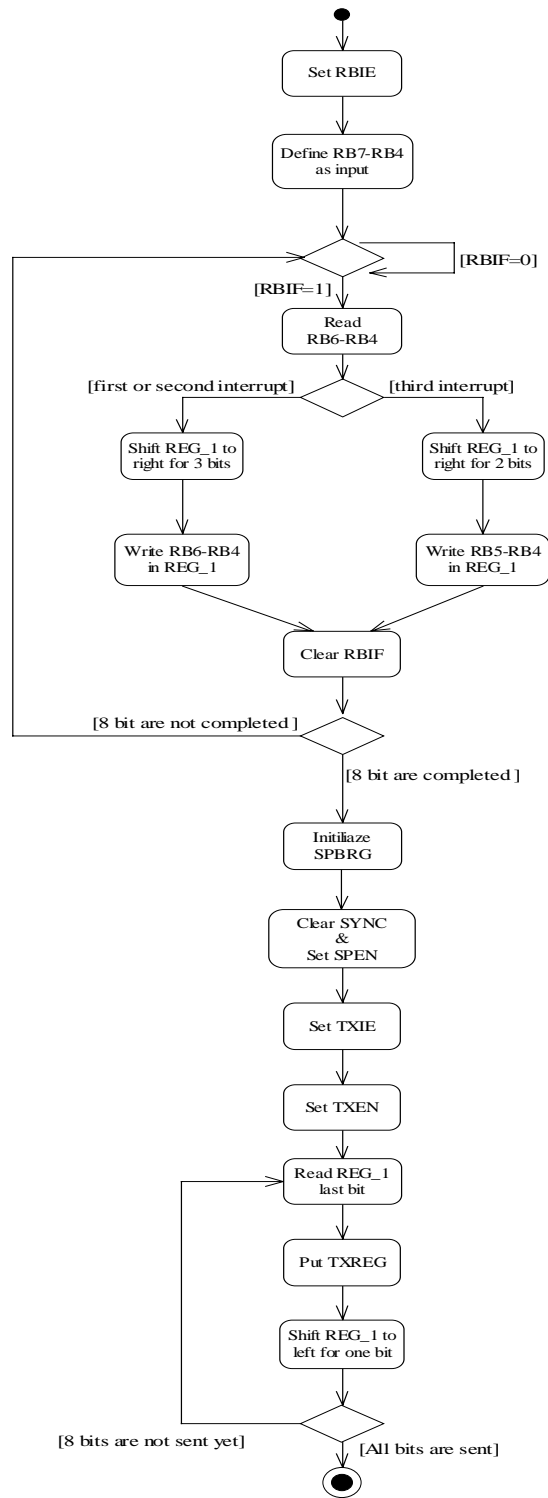 Set RBIE
Define RB7-RB4
as input
[RBIF=0]
[RBIF=1]
Read
RB6-RB4
[first or second interrupt]
[third interrupt]
Shift REG_1 to
right for 3 bits
Shift REG_1 to
right for 2 bits
Write RB6-RB4
in REG_1
Write RB5-RB4
in REG_1
Clear RBIF
[8 bit are not completed ]
[8 bit are completed ]
Initiliaze
SPBRG
Clear SYNC
&
Set SPEN
Set TXIE
Set TXEN
Read REG_1
last bit
Put TXREG
Shift REG_1 to
left for one bit
[8 bits are not sent yet]
[All bits are sent]